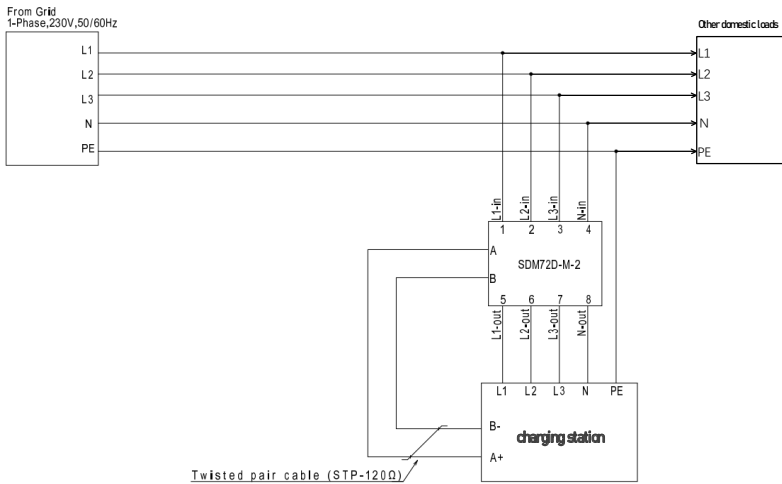 From Grid
1-Phase,230V,50/60Hz
Other domestic loads
L1
L1
L2
L2
L3
L3
N
N
PE
PE
L1-in
L2-in
L3-in
N-in
1
2
3
4
A
SDM72D-M-2
B
5
6
7
8
L1-out
L2-out
L3-out
N-out
L1
L2
L3
N
PE
B-
charging station
A+
Twisted pair cable (STP-120Ω)